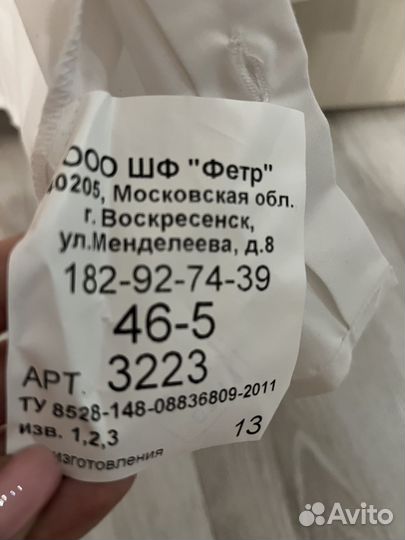 ООО ШФ "Фетр"
0205, Московская обл.
г. Воскресенск,
ул.Менделеева, д.8
182-92-74-39
46-5
АРТ. 3223
ТУ 8528-148-08836809-2011
изв. 1,2,3
13
изготовления
Avito